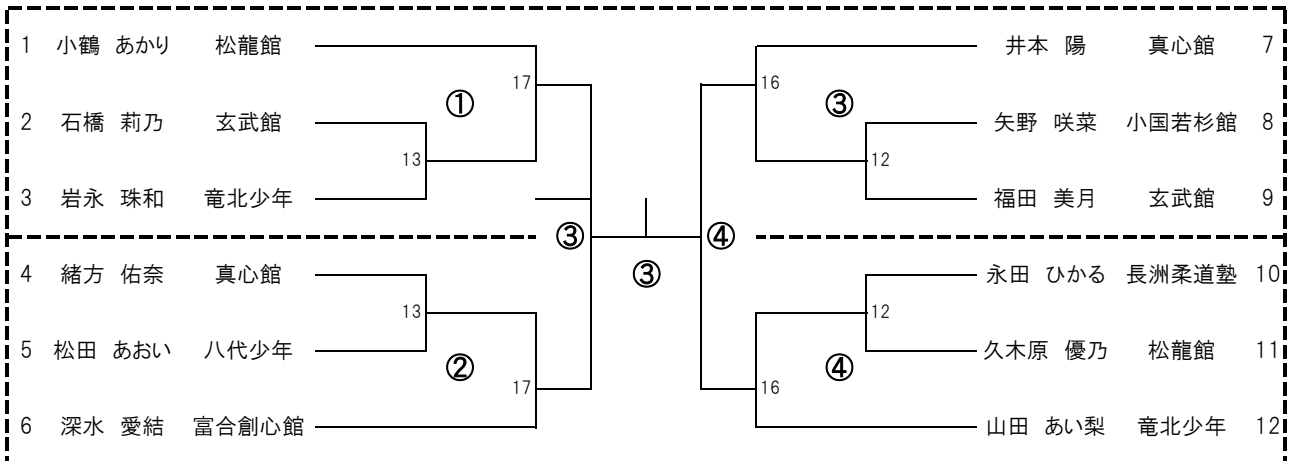 1 小鶴 あかり 松龍館
17
①
2 石橋 莉乃 玄武館
13
3 岩永 珠和 竜北少年
③
4 緒方 佑奈 真心館
13
5 松田 あおい 八代少年
②
17
6 深水 愛結 富合創心館
③
井本 陽 真心館 7
16
③
矢野 咲菜 小国若杉館 8
12
福田 美月 玄武館 9
④
永田 ひかる 長洲柔道塾 10
12
久木原 優乃 松龍館 11
④
16
山田 あい梨 竜北少年 12